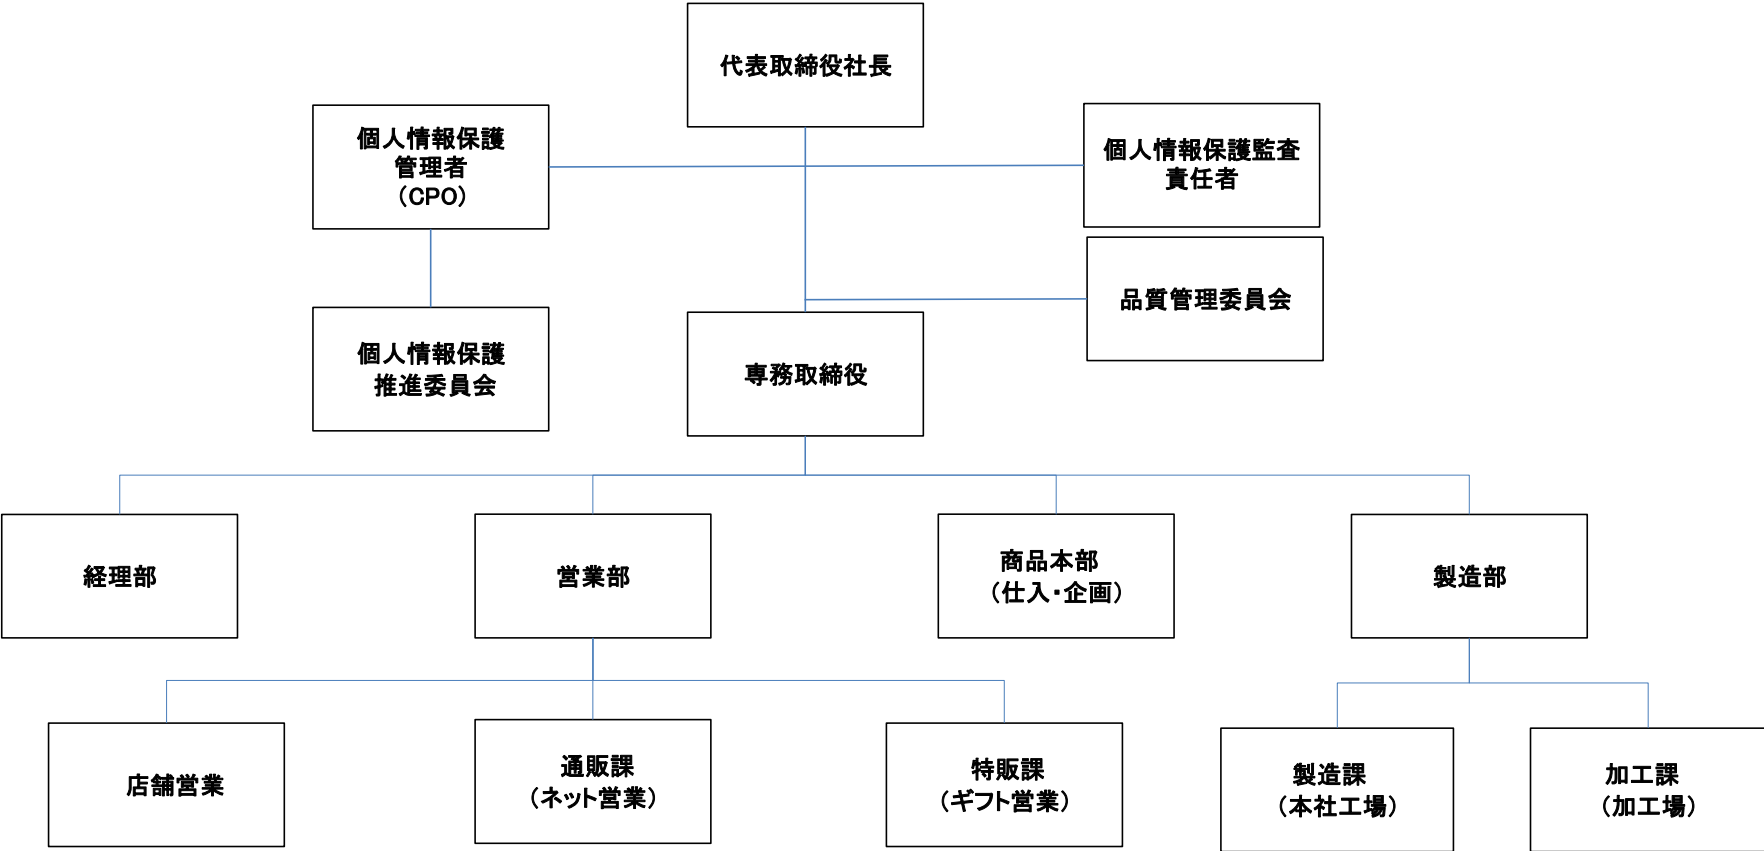 代表取締役社長
個人情報保護
管理者
（CPO）
個人情報保護監査
責任者
品質管理委員会
個人情報保護
推進委員会
専務取締役
経理部
営業部
商品本部
（仕入・企画）
製造部
店舗営業
通販課
（ネット営業）
特販課
（ギフト営業）
製造課
（本社工場）
加工課
（加工場）